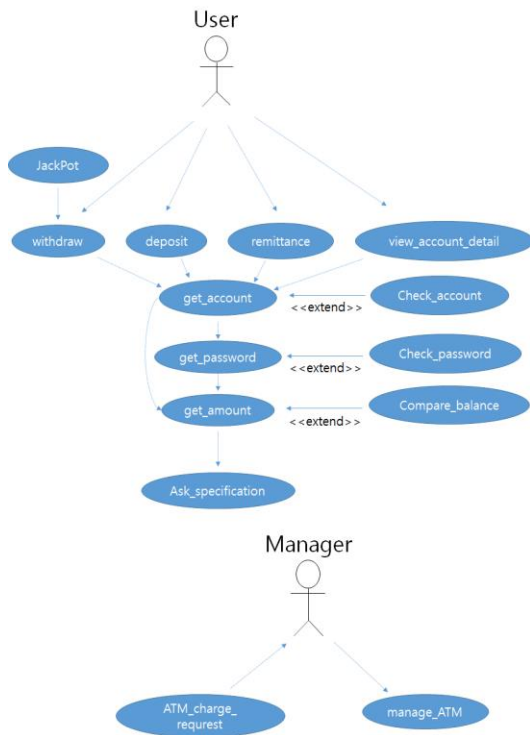 User
JackPot
withdraw
deposit
remittance
view_account_detail
get_account
Check_account
<<extend>>
get_password
Check_password
<<extend>>
get_amount
Compare_balance
<<extend>>
Ask_specification
Manager
ATM_charge_
requrest
manage_ATM